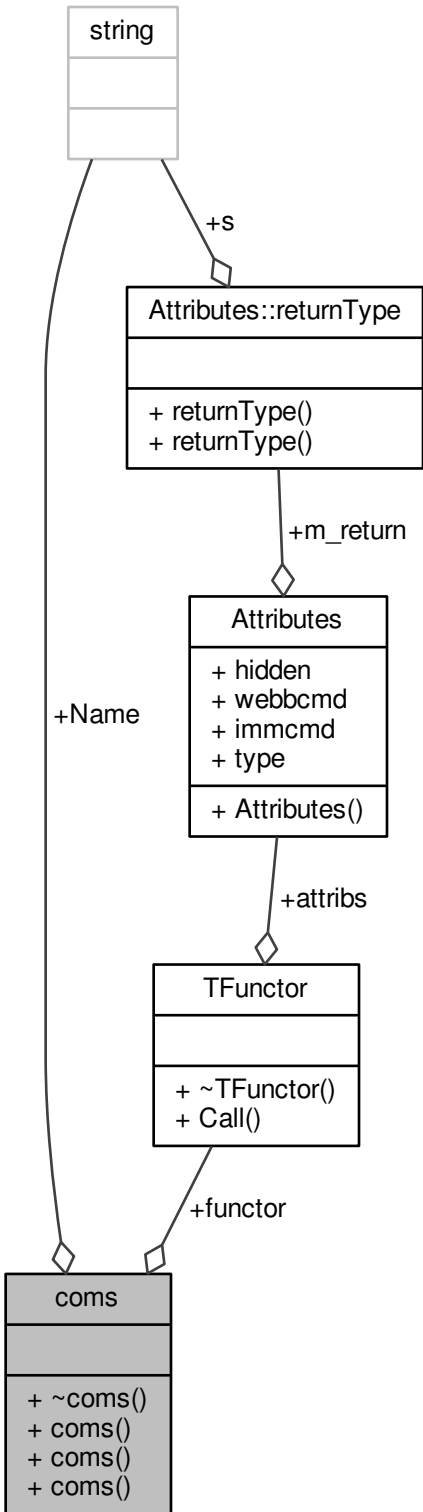 string
+s
Attributes::returnType
+ returnType()
+ returnType()
+m_return
Attributes
+ hidden
+ webbcmd
+ immcmd
+ type
+ Attributes()
+Name
+attribs
TFunctor
+ ~TFunctor()
+ Call()
+functor
coms
+ ~coms()
+ coms()
+ coms()
+ coms()